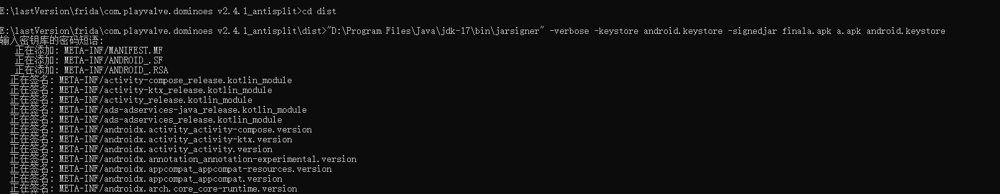 E:\lastVersion\frida\com.playvalve.dominoes v2.4.1_antisplit>cd dist
E:\lastVersion\frida\com.playvalve.dominoes v2.4.1_antisplit\dist>"D:\Program Files\Java\jdk-17\bin\jarsigner" -verbose -keystore android.keystore -signedjar finala.apk a.apk android.keystore
输入密钥库的密码短语:
正在添加: META-INF/MANIFEST.MF
正在添加: META-INF/ANDROID_.SF
正在添加: META-INF/ANDROID_.RSA
正在签名: META-INF/activity-compose_release.kotlin_module
正在签名: META-INF/activity-ktx_release.kotlin_module
正在签名: META-INF/activity_release.kotlin_module
正在签名: META-INF/ads-adservices-java_release.kotlin_module
正在签名: META-INF/ads-adservices_release.kotlin_module
正在签名: META-INF/androidx.activity_activity-compose.version
正在签名: META-INF/androidx.activity_activity-ktx.version
正在签名: META-INF/androidx.activity_activity.version
正在签名: META-INF/androidx.annotation_annotation-experimental.version
正在签名: META-INF/androidx.appcompat_appcompat-resources.version
正在签名: META-INF/androidx.appcompat_appcompat.version
正在签名: META-INF/androidx.arch.core_core-runtime.version